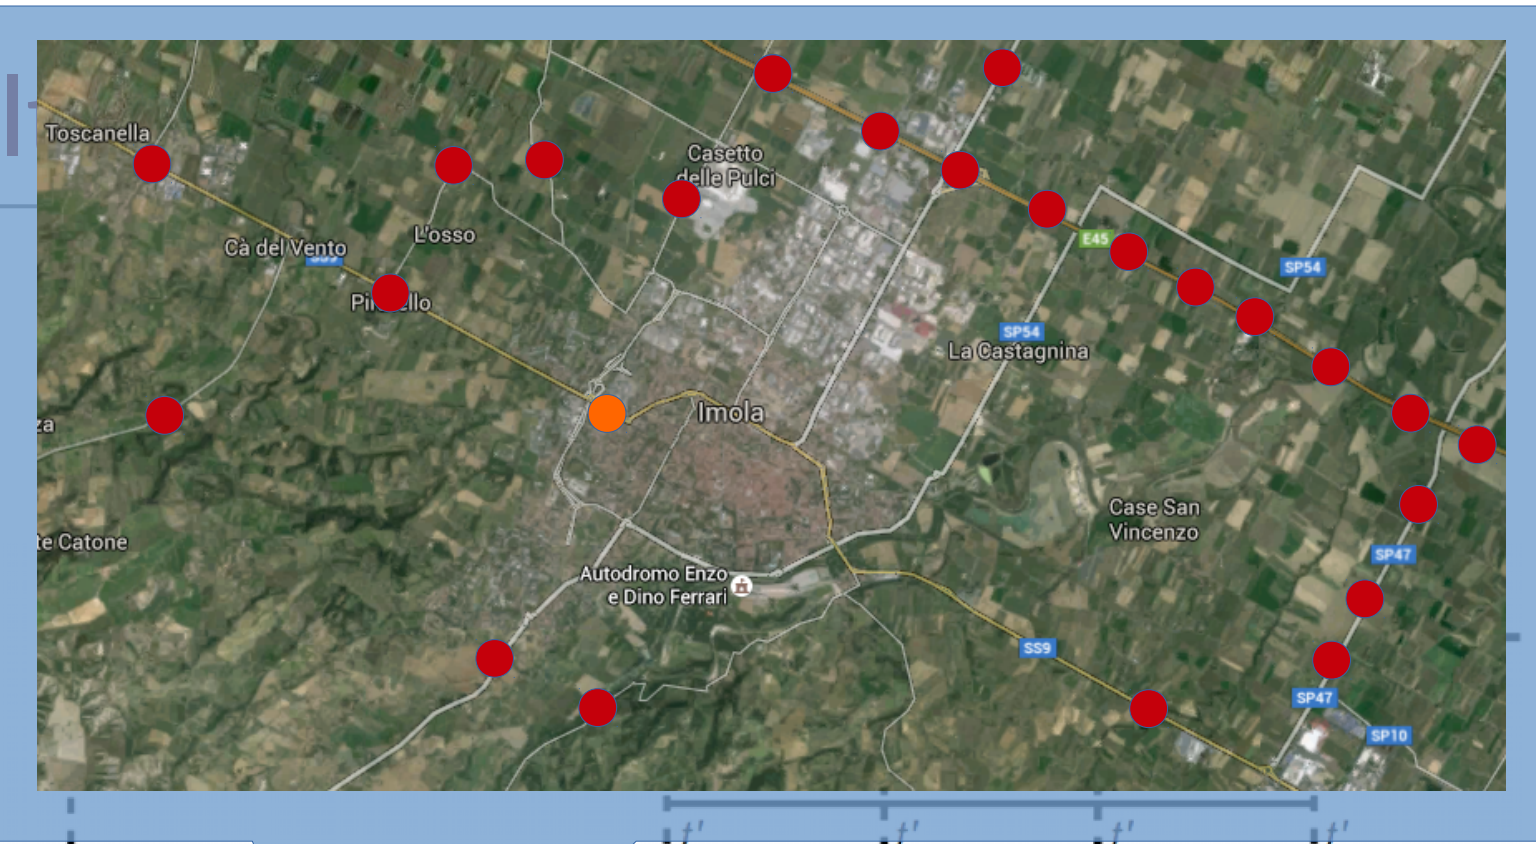 Toscanella
Casetto
delle Pulci
Cà del Vento
L'osso
SS9
E45
SP54
SP54
La Castagnina
Imola
Case San
Vincenzo
te Catone
SP47
Autodromo Enzo
e Dino Ferrari
SS9
SP47
SP10
t' t' t' t'